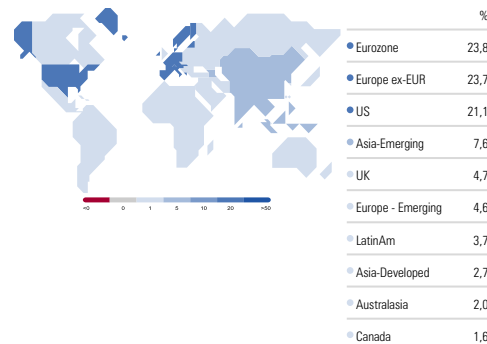 %
Eurozone 23,8
Europe ex-EUR 23,7
US 21,1
Asia-Emerging 7,6
UK 4,7
Europe - Emerging 4,6
LatinAm 3,7
Asia-Developed 2,7
Australasia 2,0
Canada 1,6
<0 0 1 5 10 20 >50